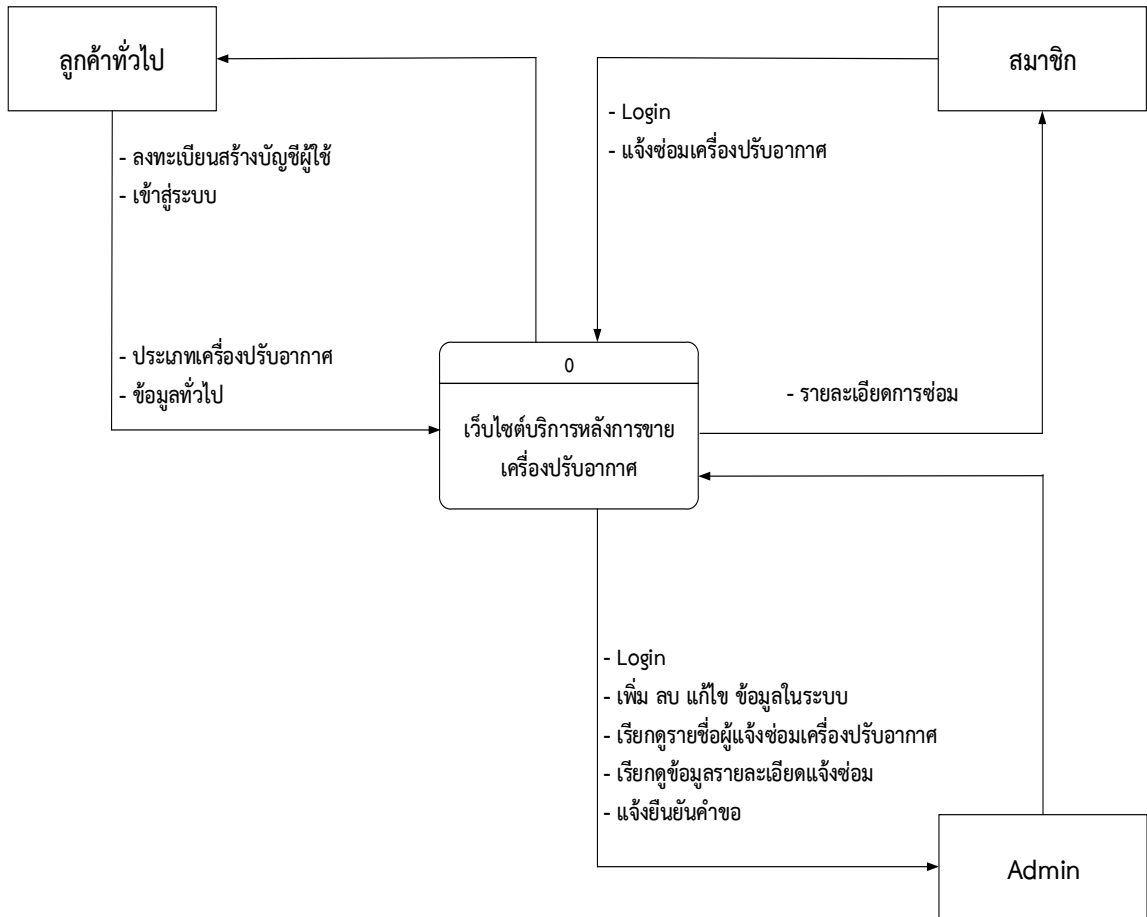 ลูกค้าทั่วไป
สมาชิก
- ลงทะเบียนสร้างบัญชีผู้ใช้
- เข้าสู่ระบบ
- Login
- แจ้งซ่อมเครื่องปรับอากาศ
- ประเภทเครื่องปรับอากาศ
- ข้อมูลทั่วไป
0
เว็บไซต์บริการหลังการขาย
เครื่องปรับอากาศ
- รายละเอียดการซ่อม
- Login
- เพิ่ม ลบ แก้ไข ข้อมูลในระบบ
- เรียกดูรายชื่อผู้แจ้งซ่อมเครื่องปรับอากาศ
- เรียกดูข้อมูลรายละเอียดแจ้งซ่อม
- แจ้งยืนยันคำขอ
Admin